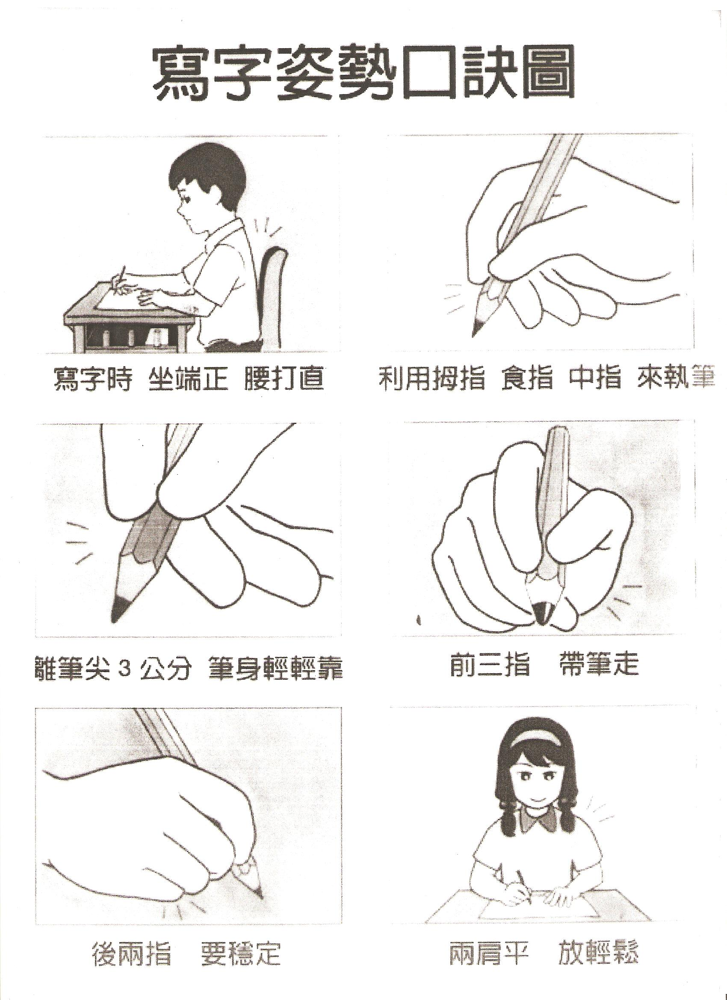 寫字姿勢口訣圖
寫字時 坐端正 腰打直
利用拇指 食指 中指 來執筆
離筆尖3公分 筆身輕輕靠
前三指 帶筆走
後兩指 要穩定
兩肩平 放輕鬆